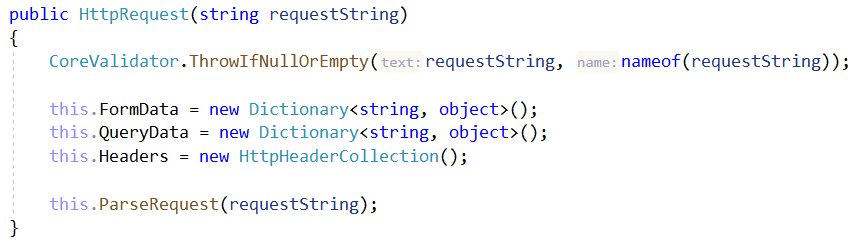 public HttpRequest(string requestString)
{
    CoreValidator.ThrowIfNullOrEmpty(text:requestString, name:nameof(requestString));

    this.FormData = new Dictionary<string, object>();
    this.QueryData = new Dictionary<string, object>();
    this.Headers = new HttpHeaderCollection();

    this.ParseRequest(requestString);
}